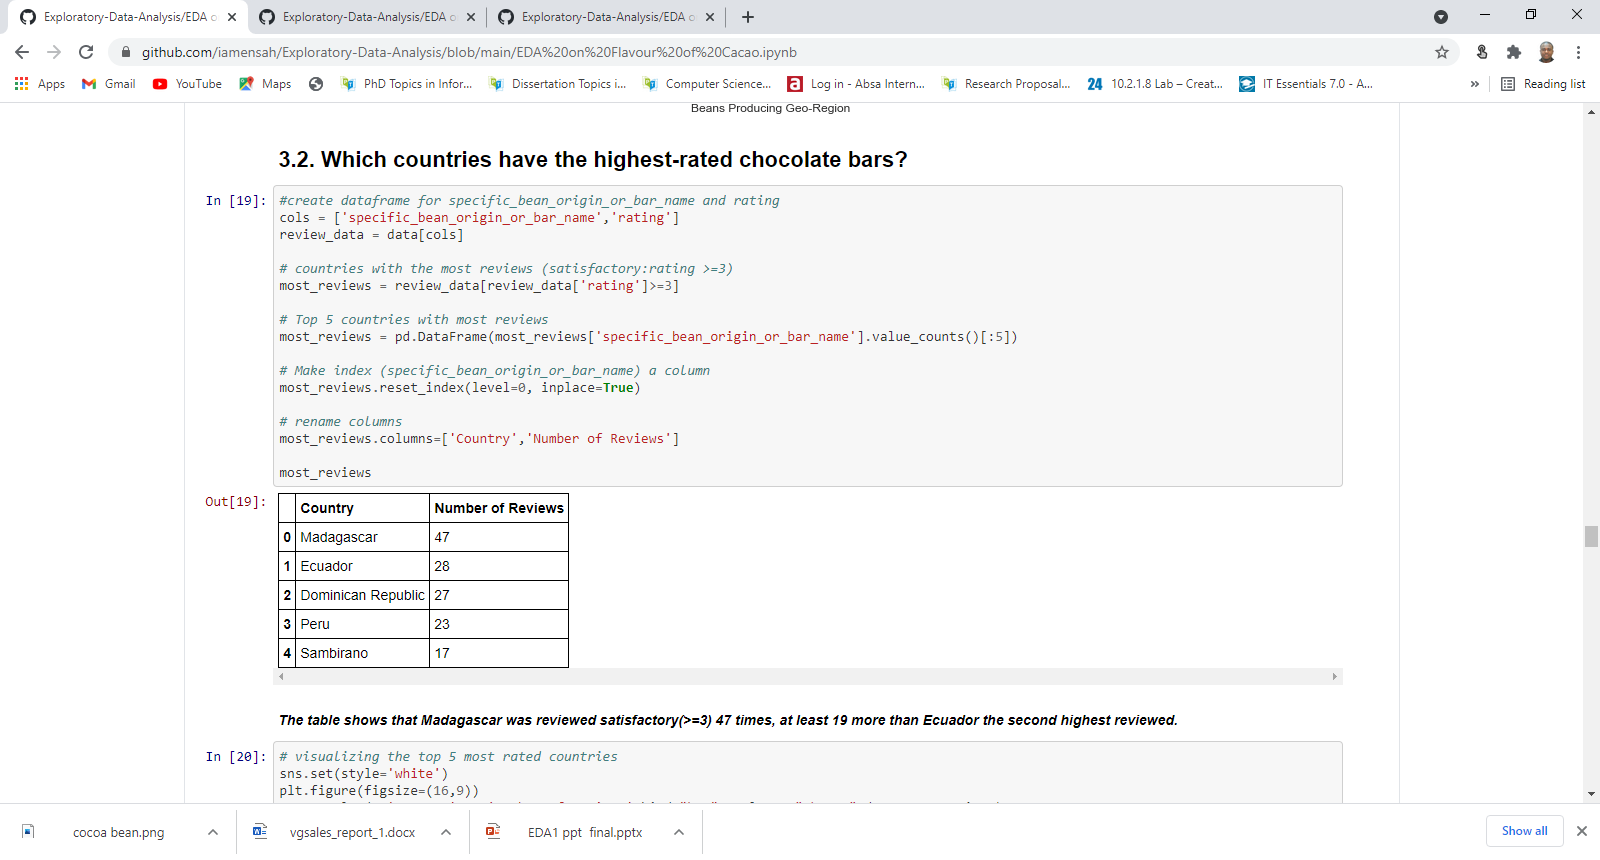 Exploratory-Data-Analysis/EDA o
Exploratory-Data-Analysis/EDA o
Exploratory-Data-Analysis/EDA o
github.com/iamensah/Exploratory-Data-Analysis/blob/main/EDA%20on%20Flavour%20of%20Cacao.ipynb
Apps Gmail YouTube Maps PhD Topics in Infor... Dissertation Topics i... Computer Science... Log in - Absa Intern... Research Proposal... 24 10.2.1.8 Lab – Creat... IT Essentials 7.0 - A... » Reading list
Beans Producing Geo-Region
3.2. Which countries have the highest-rated chocolate bars?
In [19]: #create dataframe for specific_bean_origin_or_bar_name and rating
cols = ['specific_bean_origin_or_bar_name','rating']
review_data = data[cols]
# countries with the most reviews (satisfactory:rating >=3)
most_reviews = review_data[review_data['rating']>=3]
# Top 5 countries with most reviews
most_reviews = pd.DataFrame(most_reviews['specific_bean_origin_or_bar_name'].value_counts()[:5])
# Make index (specific_bean_origin_or_bar_name) a column
most_reviews.reset_index(level=0, inplace=True)
# rename columns
most_reviews.columns=['Country','Number of Reviews']
most_reviews
Out[19]:
Country Number of Reviews
0 Madagascar 47
1 Ecuador 28
2 Dominican Republic 27
3 Peru 23
4 Sambirano 17
The table shows that Madagascar was reviewed satisfactory(>=3) 47 times, at least 19 more than Ecuador the second highest reviewed.
In [20]: # visualizing the top 5 most rated countries
sns.set(style='white')
plt.figure(figsize=(16,9))
cocoa bean.png vgsales_report_1.docx EDA1 ppt final.pptx Show all